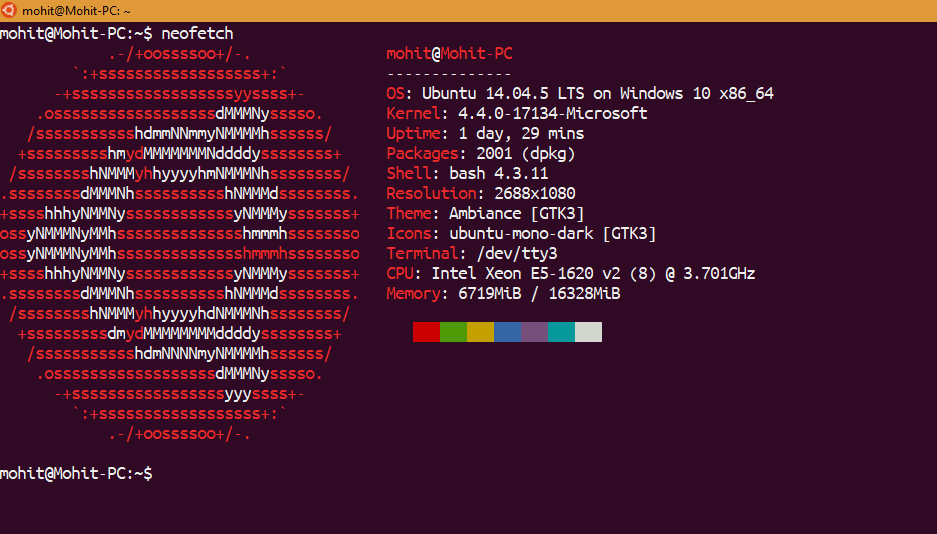 mohit@Mohit-PC: ~
mohit@Mohit-PC:~$ neofetch
            .-/+oossssoo+/-.               mohit@Mohit-PC
        `:+ssssssssssssssssss+:`           --------------
      -+ssssssssssssssssssyyssss+-         OS: Ubuntu 14.04.5 LTS on Windows 10 x86_64
    .ossssssssssssssssssdMMMNysssso.       Kernel: 4.4.0-17134-Microsoft
   /ssssssssssshdmmNNmmyNMMMMhssssss/      Uptime: 1 day, 29 mins
  +ssssssssshmydMMMMMMMNddddyssssssss+     Packages: 2001 (dpkg)
 /sssssssshNMMMyhhyyyyhmNMMMNhssssssss/    Shell: bash 4.3.11
.ssssssssdMMMNhsssssssssshNMMMdssssssss.   Resolution: 2688x1080
+sssshhhyNMMNyssssssssssssyNMMMysssssss+   Theme: Ambiance [GTK3]
ossyNMMMNyMMhsssssssssssssshmmmhssssssso   Icons: ubuntu-mono-dark [GTK3]
ossyNMMMNyMMhsssssssssssssshmmmhssssssso   Terminal: /dev/tty3
+sssshhhyNMMNyssssssssssssyNMMMysssssss+   CPU: Intel Xeon E5-1620 v2 (8) @ 3.701GHz
.ssssssssdMMMNhsssssssssshNMMMdssssssss.   Memory: 6719MiB / 16328MiB
 /sssssssshNMMMyhhyyyyhdNMMMNhssssssss/
  +sssssssssdmydMMMMMMMMddddyssssssss+
   /ssssssssssshdmNNNNmyNMMMMhssssss/
    .ossssssssssssssssssdMMMNysssso.
      -+sssssssssssssssssyyyssss+-
        `:+ssssssssssssssssss+:`
            .-/+oossssoo+/-.
mohit@Mohit-PC:~$